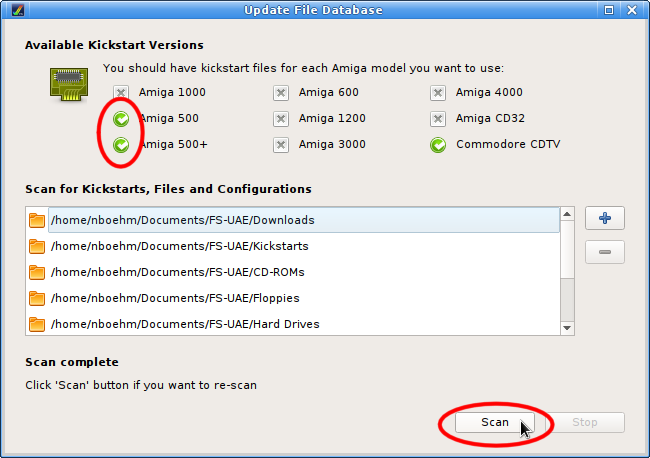 Update File Database
Available Kickstart Versions
You should have kickstart files for each Amiga model you want to use:
Amiga 1000 Amiga 600 Amiga 4000
Amiga 500 Amiga 1200 Amiga CD32
Amiga 500+ Amiga 3000 Commodore CDTV
Scan for Kickstarts, Files and Configurations
/home/nboehm/Documents/FS-UAE/Downloads
/home/nboehm/Documents/FS-UAE/Kickstarts
/home/nboehm/Documents/FS-UAE/CD-ROMs
/home/nboehm/Documents/FS-UAE/Floppies
/home/nboehm/Documents/FS-UAE/Hard Drives
Scan complete
Click 'Scan' button if you want to re-scan
Scan Stop